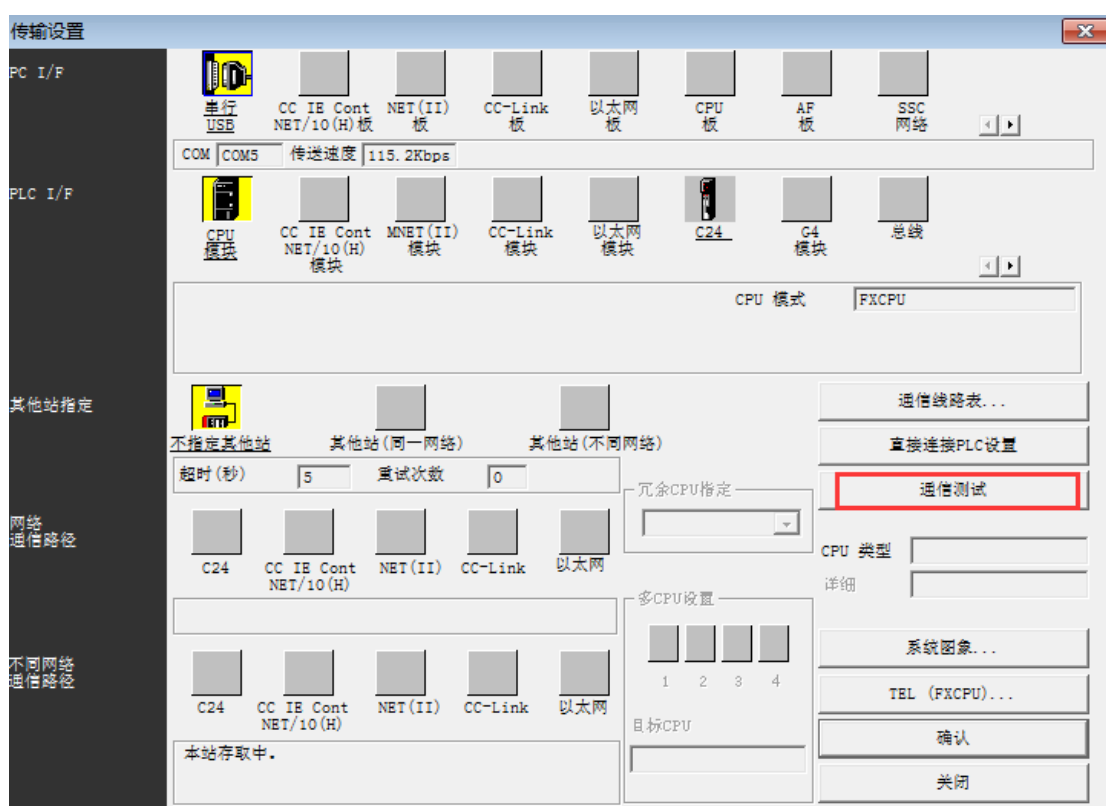 传输设置
PC I/F
串行
USB
CC IE Cont
NET/10(H)板
NET(II)
板
CC-Link
板
以太网
板
CPU
板
AF
板
SSC
网络
COM COM5 传送速度 115.2Kbps
PLC I/F
CPU
模块
CC IE Cont
NET/10(H)
模块
MNET(II)
模块
CC-Link
模块
以太网
模块
C24
G4
模块
总线
CPU 模式 FXCPU
其他站指定
不指定其他站
其他站(同一网络)
其他站(不同网络)
通信线路表...
直接连接PLC设置
通信测试
超时(秒) 5 重试次数 0
冗余CPU指定
网络
通信路径
C24
CC IE Cont
NET/10(H)
NET(II)
CC-Link
以太网
CPU 类型
详细
多CPU设置
1 2 3 4
目标CPU
不同网络
通信路径
C24
CC IE Cont
NET/10(H)
NET(II)
CC-Link
以太网
本站存取中.
系统图象...
TEL (FXCPU)...
确认
关闭